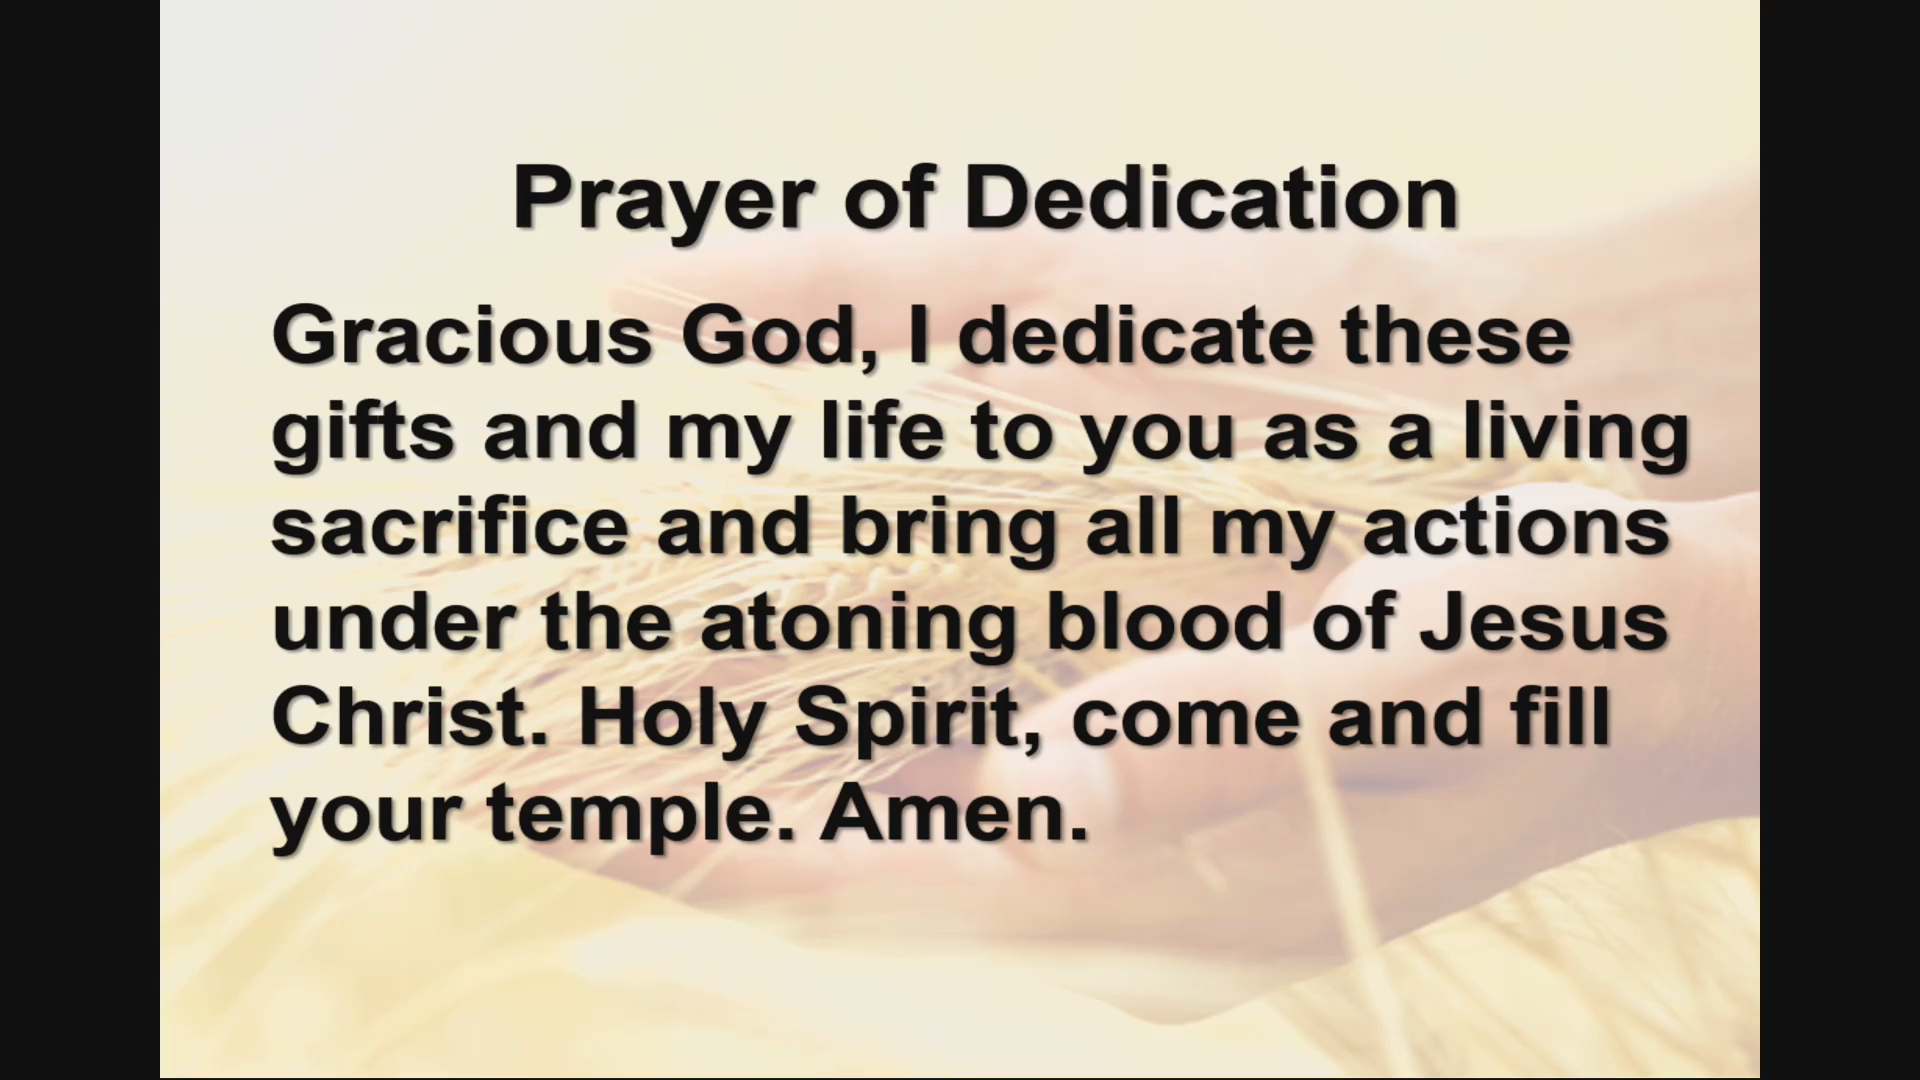 Prayer of Dedication
Gracious God, I dedicate these
gifts and my life to you as a living
sacrifice and bring all my actions
under the atoning blood of Jesus
Christ. Holy Spirit, come and fill
your temple. Amen.